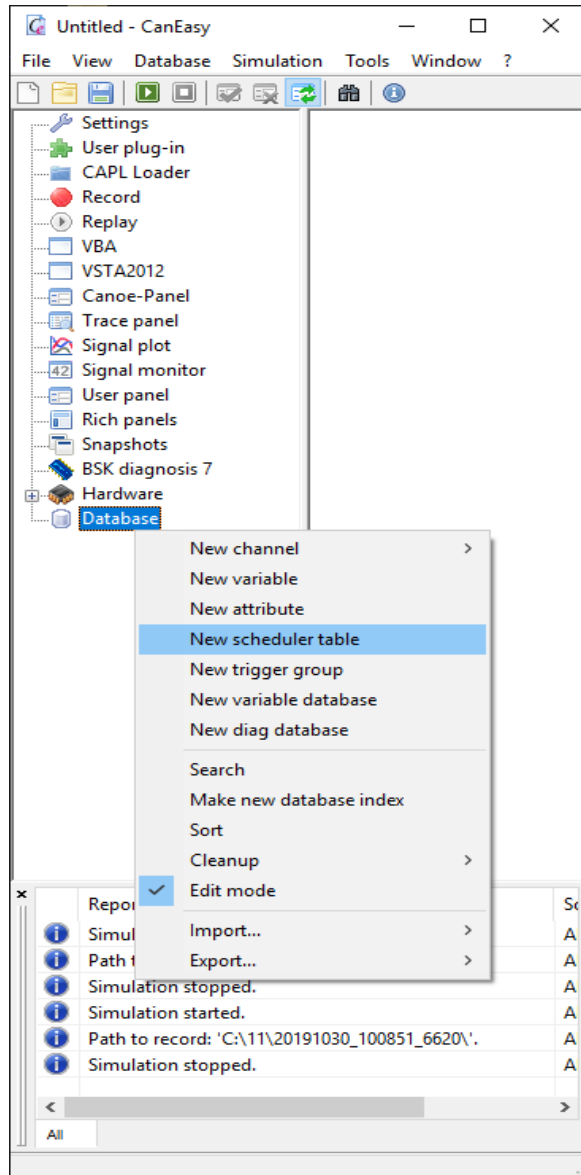 Untitled - CanEasy
File View Database Simulation Tools Window ?
Settings
User plug-in
CAPL Loader
Record
Replay
VBA
VSTA2012
Canoe-Panel
Trace panel
Signal plot
42 Signal monitor
User panel
Rich panels
Snapshots
BSK diagnosis 7
Hardware
Database
New channel
New variable
New attribute
New scheduler table
New trigger group
New variable database
New diag database
Search
Make new database index
Sort
Cleanup
Edit mode
Import...
Export...
Repo S
Simul A
Path t A
Simulation stopped. A
Simulation started. A
Path to record: 'C:\11\20191030_100851_6620\'. A
Simulation stopped. A
All